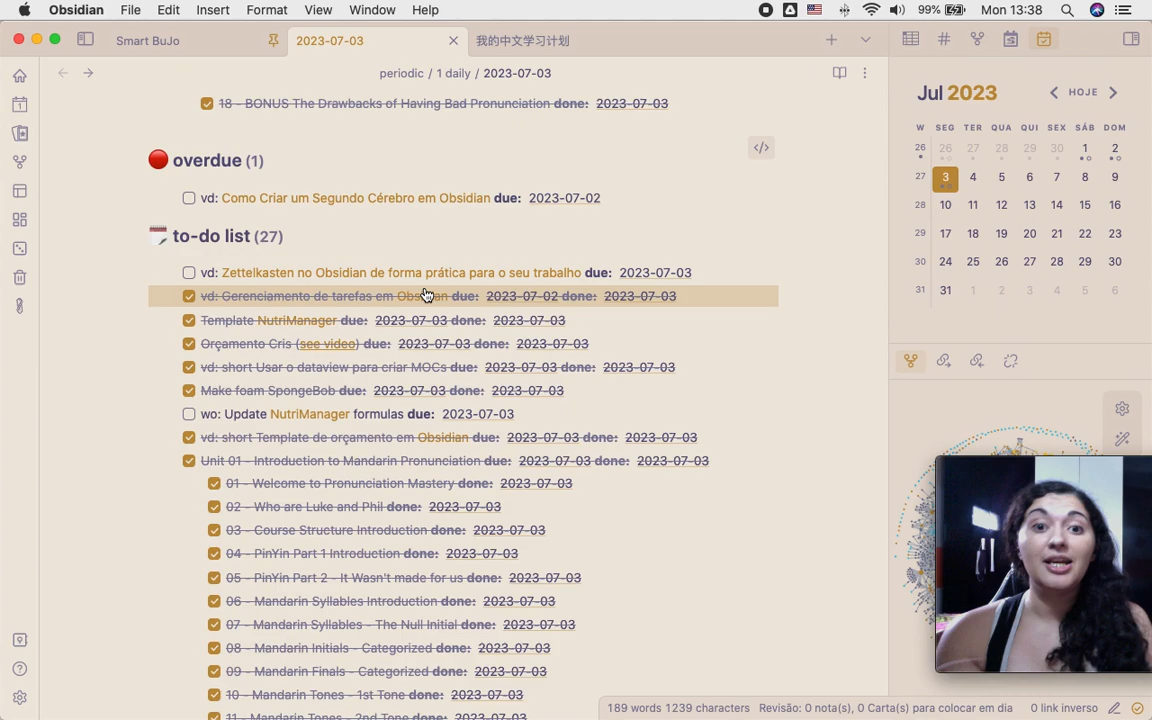 Obsidian File Edit Insert Format View Window Help 99% Mon 13:38
Smart BuJo 2023-07-03 我的中文学习计划
periodic / 1 daily / 2023-07-03
18 - BONUS The Drawbacks of Having Bad Pronunciation done: 2023-07-03
overdue (1)
vd: Como Criar um Segundo Cérebro em Obsidian due: 2023-07-02
to-do list (27)
vd: Zettelkasten no Obsidian de forma prática para o seu trabalho due: 2023-07-03
vd: Gerenciamento de tarefas em Obsidian due: 2023-07-02 done: 2023-07-03
Template NutriManager due: 2023-07-03 done: 2023-07-03
Orçamento Cris (see video) due: 2023-07-03 done: 2023-07-03
vd: short Usar o dataview para criar MOCs due: 2023-07-03 done: 2023-07-03
Make foam SpongeBob due: 2023-07-03 done: 2023-07-03
wo: Update NutriManager formulas due: 2023-07-03
vd: short Template de orçamento em Obsidian due: 2023-07-03 done: 2023-07-03
Unit 01 - Introduction to Mandarin Pronunciation due: 2023-07-03 done: 2023-07-03
01 - Welcome to Pronunciation Mastery done: 2023-07-03
02 - Who are Luke and Phil done: 2023-07-03
03 - Course Structure Introduction done: 2023-07-03
04 - PinYin Part 1 Introduction done: 2023-07-03
05 - PinYin Part 2 - It Wasn't made for us done: 2023-07-03
06 - Mandarin Syllables Introduction done: 2023-07-03
07 - Mandarin Syllables - The Null Initial done: 2023-07-03
08 - Mandarin Initials - Categorized done: 2023-07-03
09 - Mandarin Finals - Categorized done: 2023-07-03
10 - Mandarin Tones - 1st Tone done: 2023-07-03
11 - Mandarin Tones - 2nd Tone done: 2023-07-03
Jul 2023 HOJE
W SEG TER QUA QUI SEX SÁB DOM
26 26 27 28 29 30 1 2
27 3 4 5 6 7 8 9
28 10 11 12 13 14 15 16
29 17 18 19 20 21 22 23
30 24 25 26 27 28 29 30
31 31 1 2 3 4 5 6
189 words 1239 characters Revisão: 0 nota(s), 0 Carta(s) para colocar em dia 0 link inverso